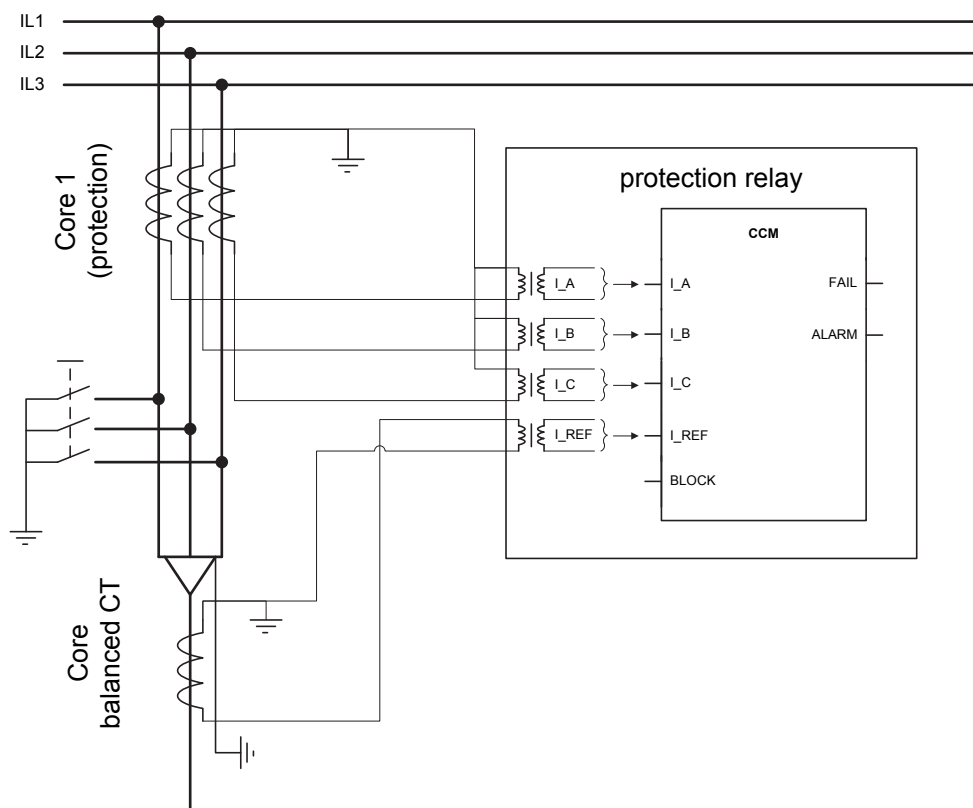 IL1
IL2
IL3
Core 1
(protection)
protection relay
CCM
I_A
I_A
FAIL
I_B
I_B
ALARM
I_C
I_C
I_REF
I_REF
BLOCK
Core
balanced CT